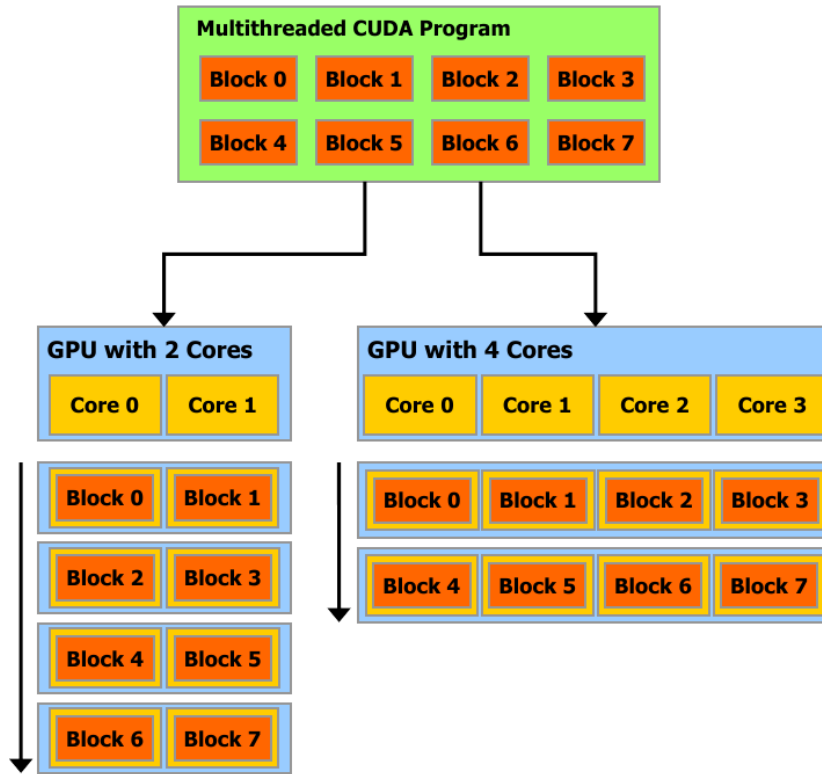 Multithreaded CUDA Program
Block 0 Block 1 Block 2 Block 3
Block 4 Block 5 Block 6 Block 7
GPU with 2 Cores
Core 0 Core 1
Block 0 Block 1
Block 2 Block 3
Block 4 Block 5
Block 6 Block 7
GPU with 4 Cores
Core 0 Core 1 Core 2 Core 3
Block 0 Block 1 Block 2 Block 3
Block 4 Block 5 Block 6 Block 7